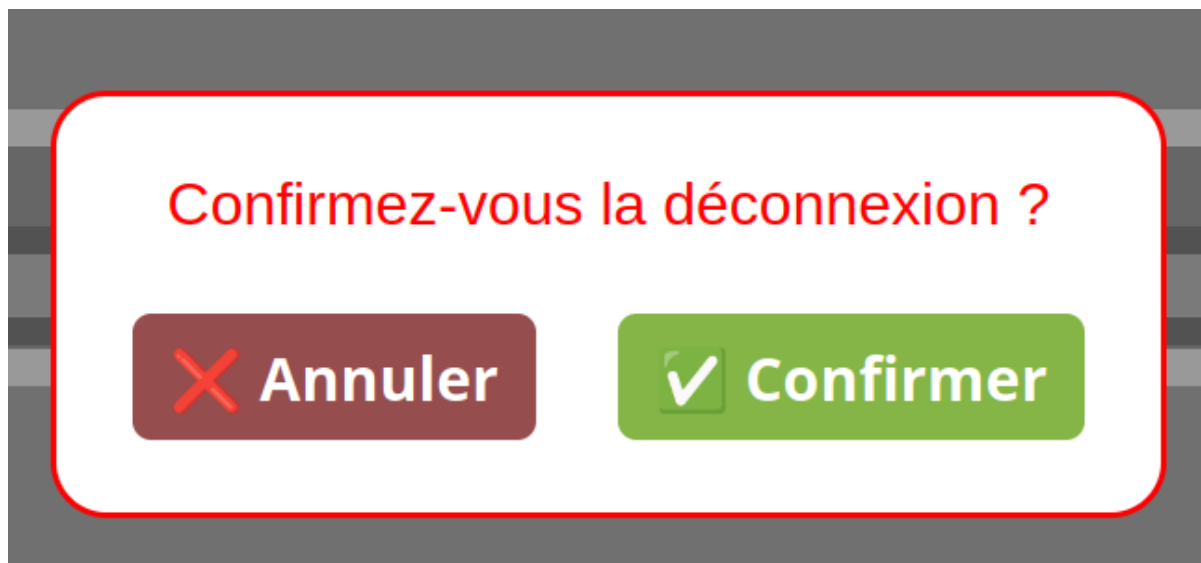 Confirmez-vous la déconnexion ?
❌ Annuler
✅ Confirmer